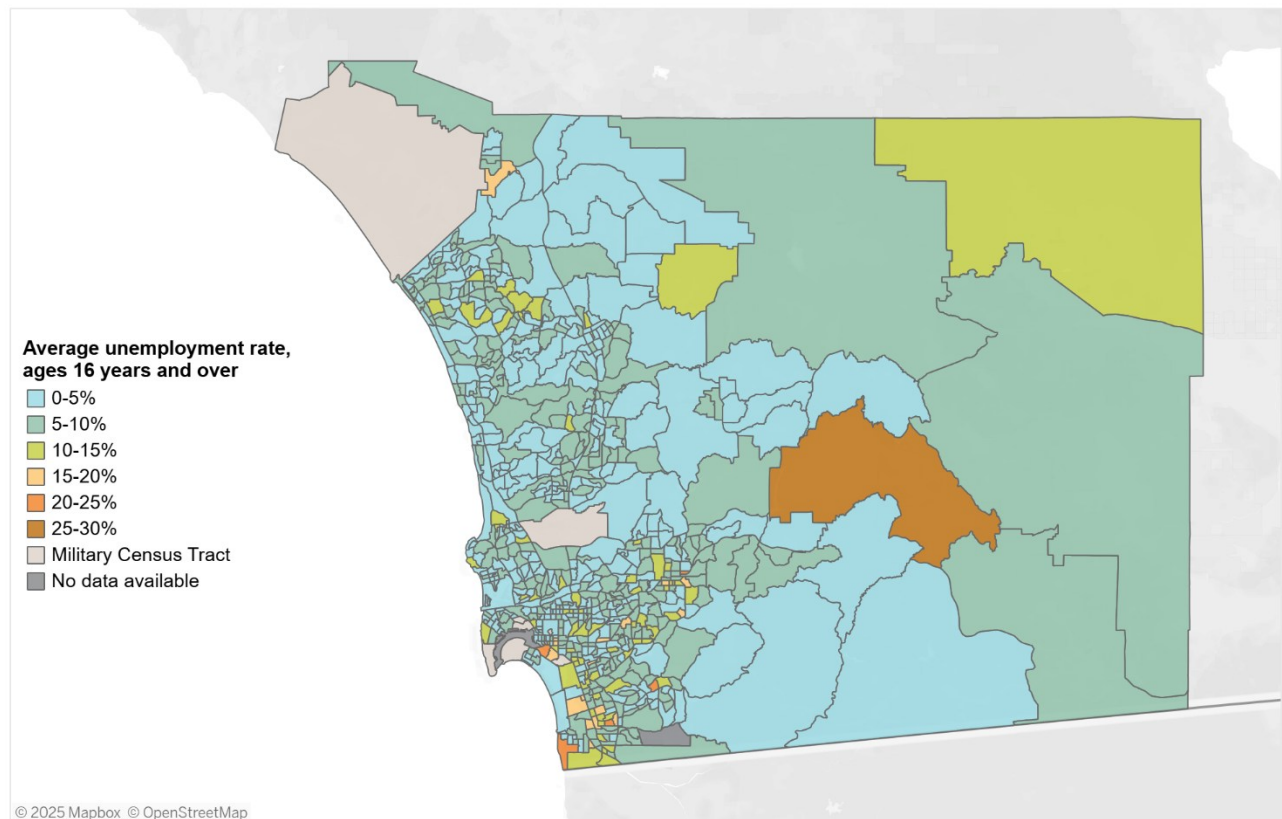 Average unemployment rate,
ages 16 years and over
0-5%
5-10%
10-15%
15-20%
20-25%
25-30%
Military Census Tract
No data available
© 2025 Mapbox © OpenStreetMap